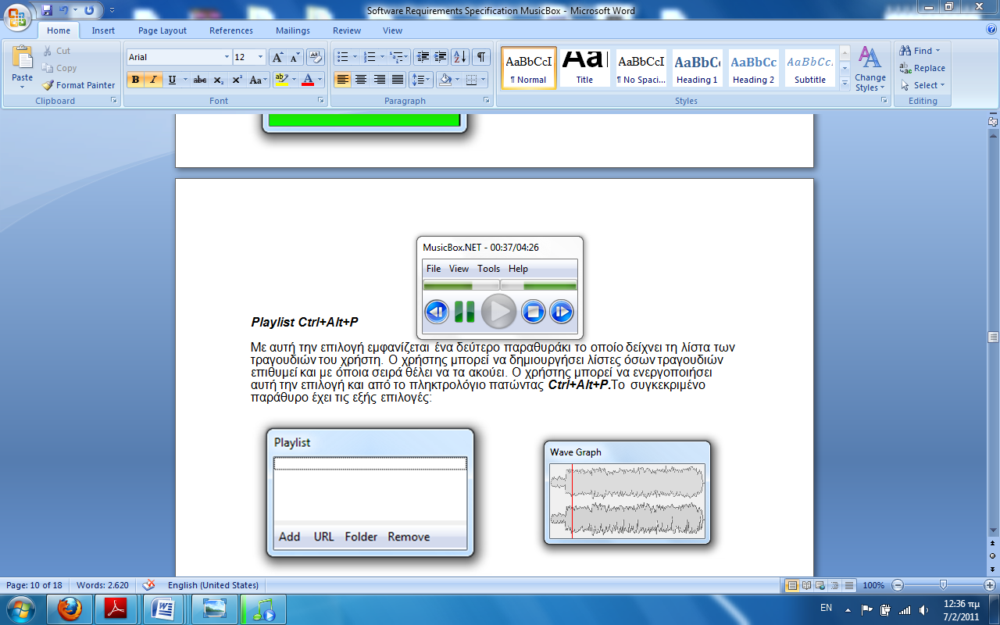 Software Requirements Specification MusicBox - Microsoft Word
Home Insert Page Layout References Mailings Review View
Paste
Cut
Copy
Format Painter
Clipboard
Arial 12
B I U abc x₂ x² Aa
Font
Paragraph
AaBbCcI AaB AaBbCcI AaBbCc AaBbCc AaBbCc.
¶ Normal Title ¶ No Spaci... Heading 1 Heading 2 Subtitle
Change
Styles
Styles
Find
Replace
Select
Editing
MusicBox.NET - 00:37/04:26
File View Tools Help
Playlist Ctrl+Alt+P
Με αυτή την επιλογή εμφανίζεται ένα δεύτερο παραθυράκι το οποίο δείχνει τη λίστα των
τραγουδιών του χρήστη. Ο χρήστης μπορεί να δημιουργήσει λίστες όσων τραγουδιών
επιθυμεί και με όποια σειρά θέλει να τα ακούει. Ο χρήστης μπορεί να ενεργοποιήσει
αυτή την επιλογή και από το πληκτρολόγιο πατώντας Ctrl+Alt+P.Το συγκεκριμένο
παράθυρο έχει τις εξής επιλογές:
Playlist
Add URL Folder Remove
Wave Graph
Page: 10 of 18 Words: 2.620 English (United States) 100%
EN 12:36 πμ
7/2/2011